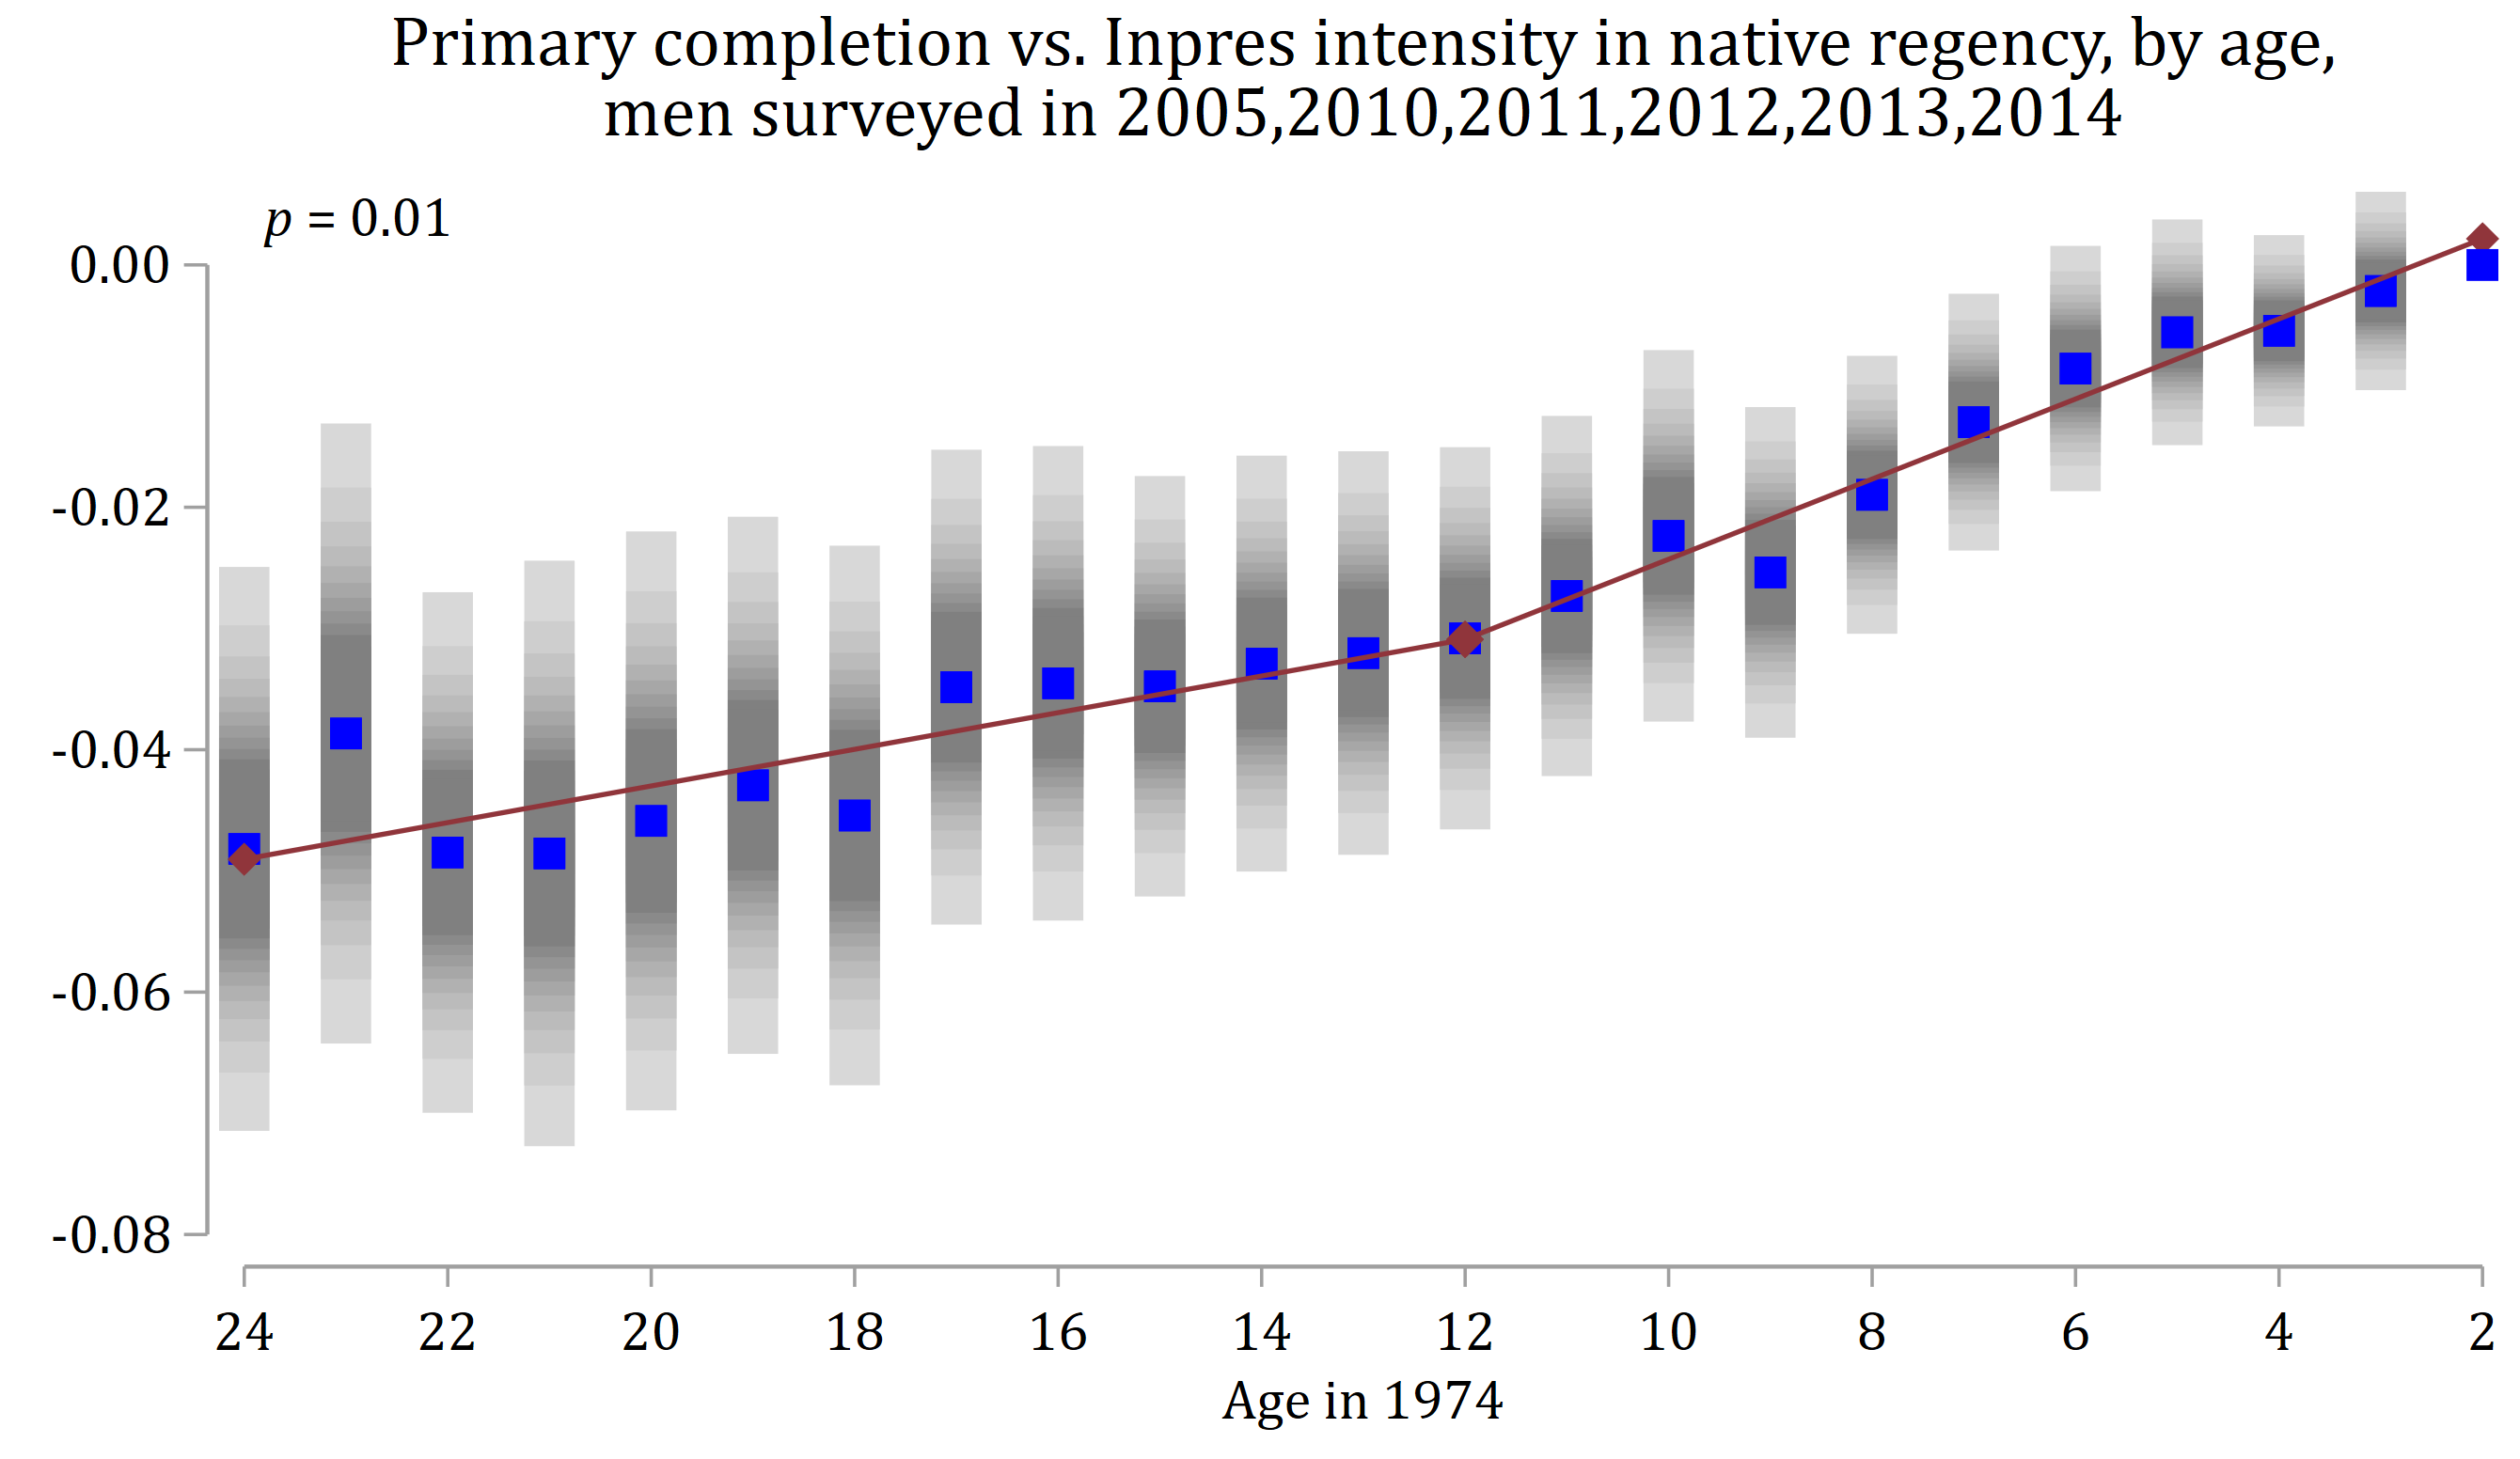 Primary completion vs. Inpres intensity in native regency, by age,
men surveyed in 2005,2010,2011,2012,2013,2014
p = 0.01
0.00
-0.02
-0.04
-0.06
-0.08
24 22 20 18 16 14 12 10 8 6 4 2
Age in 1974